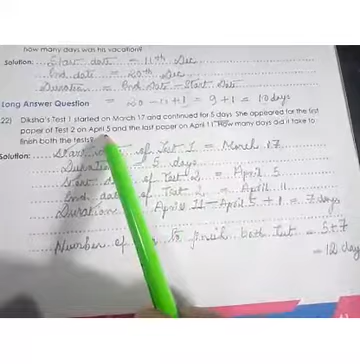 how many days was his vacation?
Solution: Start date = 11th Dec
End date = 20th Dec
Duration = End Date - Start Date
= 20 - 11 + 1 = 9 + 1 = 10 days
Long Answer Question
22) Diksha's Test 1 started on March 17 and continued for 5 days. She appeared for the first
paper of Test 2 on April 5 and the last paper on April 11. How many days did it take to
finish both the tests?
Solution: Start of Test 1 = March 17
Duration 5 days
Start of Test 2 = April 5
End date of Test 2 = April 11
Duration = April 11 - April 5 + 1 = 7 days
Number of to finish both Test = 5 + 7
= 12 days